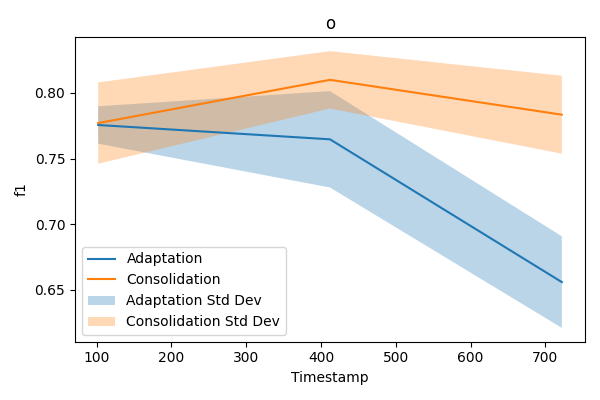 o
f1
0.80
0.75
0.70
0.65
Adaptation
Consolidation
Adaptation Std Dev
Consolidation Std Dev
100 200 300 400 500 600 700
Timestamp